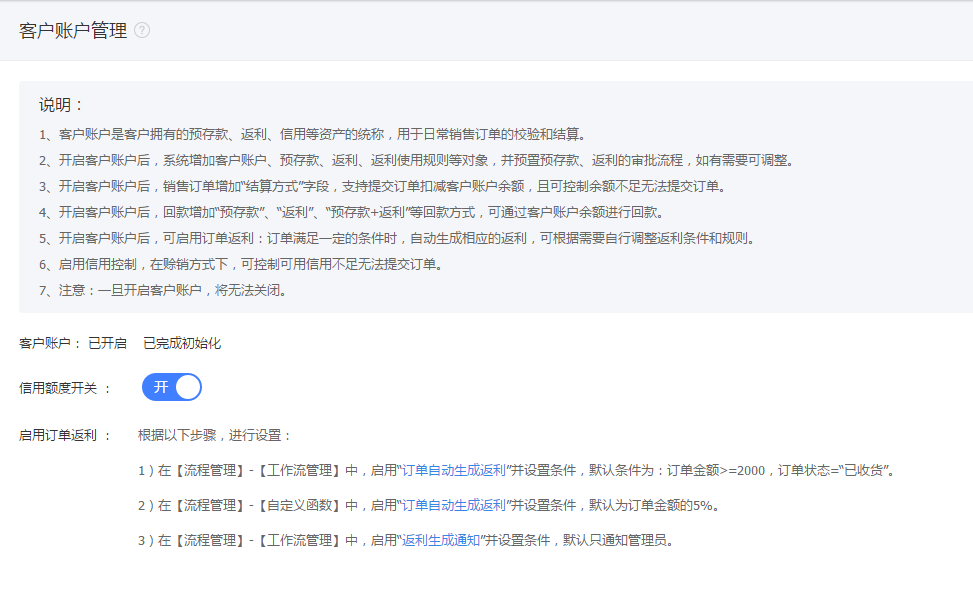 客户账户管理 ?
说明：
1、客户账户是客户拥有的预存款、返利、信用等资产的统称，用于日常销售订单的校验和结算。
2、开启客户账户后，系统增加客户账户、预存款、返利、返利使用规则等对象，并预置预存款、返利的审批流程，如有需要可调整。
3、开启客户账户后，销售订单增加“结算方式”字段，支持提交订单扣减客户账户余额，且可控制余额不足无法提交订单。
4、开启客户账户后，回款增加“预存款”、“返利”、“预存款+返利”等回款方式，可通过客户账户余额进行回款。
5、开启客户账户后，可启用订单返利：订单满足一定的条件时，自动生成相应的返利，可根据需要自行调整返利条件和规则。
6、启用信用控制，在赊销方式下，可控制可用信用不足无法提交订单。
7、注意：一旦开启客户账户，将无法关闭。
客户账户： 已开启 已完成初始化
信用额度开关 ： 开
启用订单返利 ： 根据以下步骤，进行设置：
1）在【流程管理】-【工作流管理】中，启用“订单自动生成返利”并设置条件，默认条件为：订单金额>=2000，订单状态=“已收货”。
2）在【流程管理】-【自定义函数】中，启用“订单自动生成返利”并设置条件，默认为订单金额的5%。
3）在【流程管理】-【工作流管理】中，启用“返利生成通知”并设置条件，默认只通知管理员。